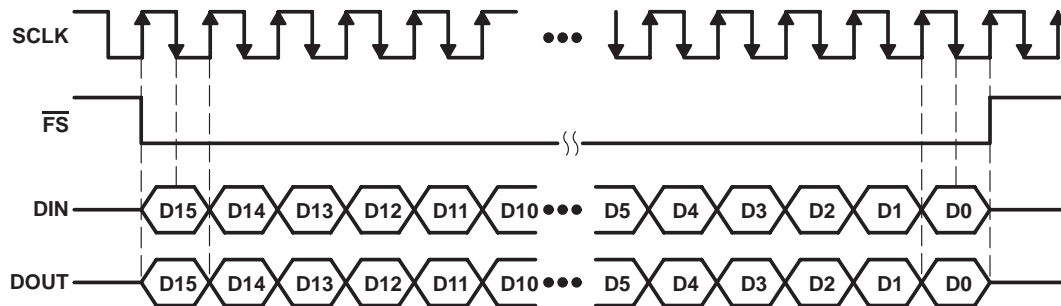 SCLK •••
FS
DIN D15 D14 D13 D12 D11 D10 ••• D5 D4 D3 D2 D1 D0
DOUT D15 D14 D13 D12 D11 D10 ••• D5 D4 D3 D2 D1 D0